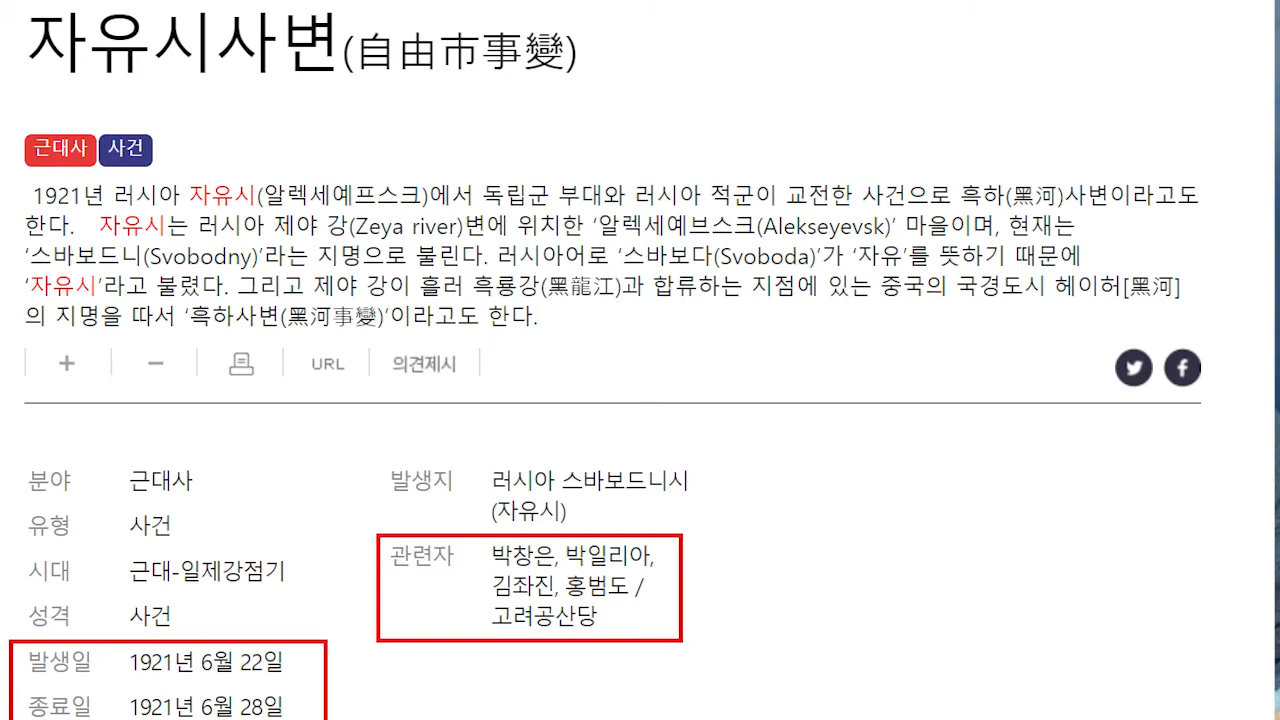 자유시사변(自由市事變)
근대사 사건
1921년 러시아 자유시(알렉세예프스크)에서 독립군 부대와 러시아 적군이 교전한 사건으로 흑하(黑河)사변이라고도
한다. 자유시는 러시아 제야 강(Zeya river)변에 위치한 ‘알렉세예브스크(Alekseyevsk)’ 마을이며, 현재는
‘스바보드니(Svobodny)’라는 지명으로 불린다. 러시아어로 ‘스바보다(Svoboda)’가 ‘자유’를 뜻하기 때문에
‘자유시’라고 불렸다. 그리고 제야 강이 흘러 흑룡강(黑龍江)과 합류하는 지점에 있는 중국의 국경도시 헤이허[黑河]
의 지명을 따서 ‘흑하사변(黑河事變)’이라고도 한다.
+ − URL 의견제시
분야 근대사
유형 사건
시대 근대-일제강점기
성격 사건
발생일 1921년 6월 22일
종료일 1921년 6월 28일
발생지 러시아 스바보드니시
(자유시)
관련자 박창은, 박일리아,
김좌진, 홍범도 /
고려공산당